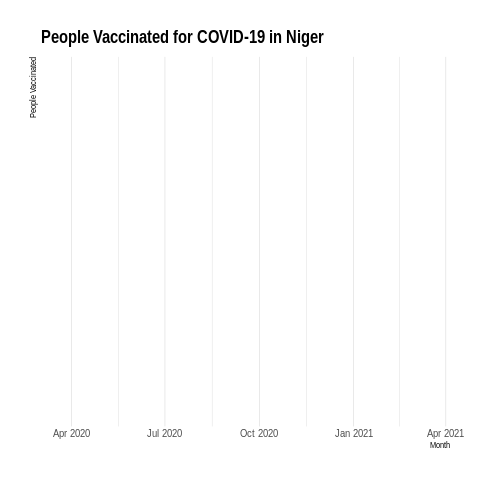 People Vaccinated for COVID-19 in Niger
People Vaccinated
Apr 2020
Jul 2020
Oct 2020
Jan 2021
Apr 2021
Month